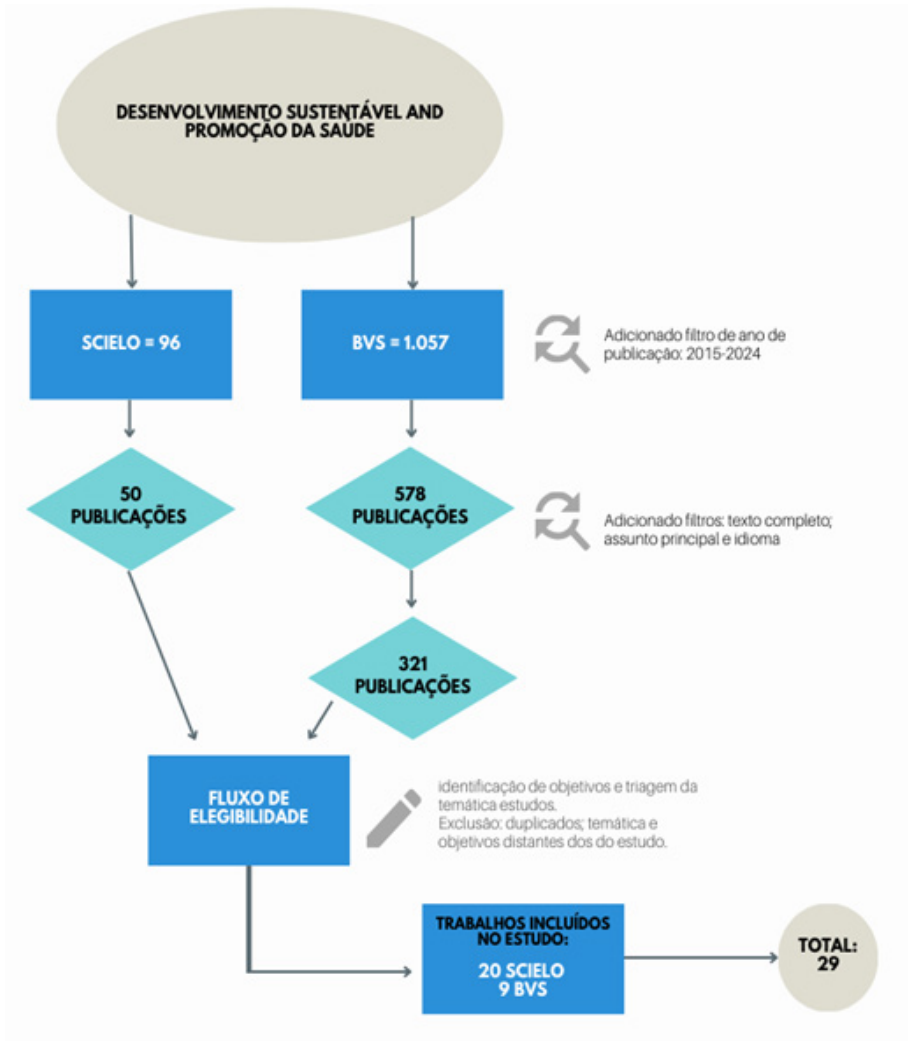 DESENVOLVIMENTO SUSTENTÁVEL AND
PROMOÇÃO DA SAÚDE
SCIELO = 96
BVS = 1.057
Adicionado filtro de ano de
publicação: 2015-2024
50
PUBLICAÇÕES
578
PUBLICAÇÕES
Adicionado filtros: texto completo;
assunto principal e idioma
321
PUBLICAÇÕES
FLUXO DE
ELEGIBILIDADE
identificação de objetivos e triagem da
temática estudos.
Exclusão: duplicados; temática e
objetivos distantes dos do estudo.
TRABALHOS INCLUÍDOS
NO ESTUDO:
20 SCIELO
9 BVS
TOTAL:
29